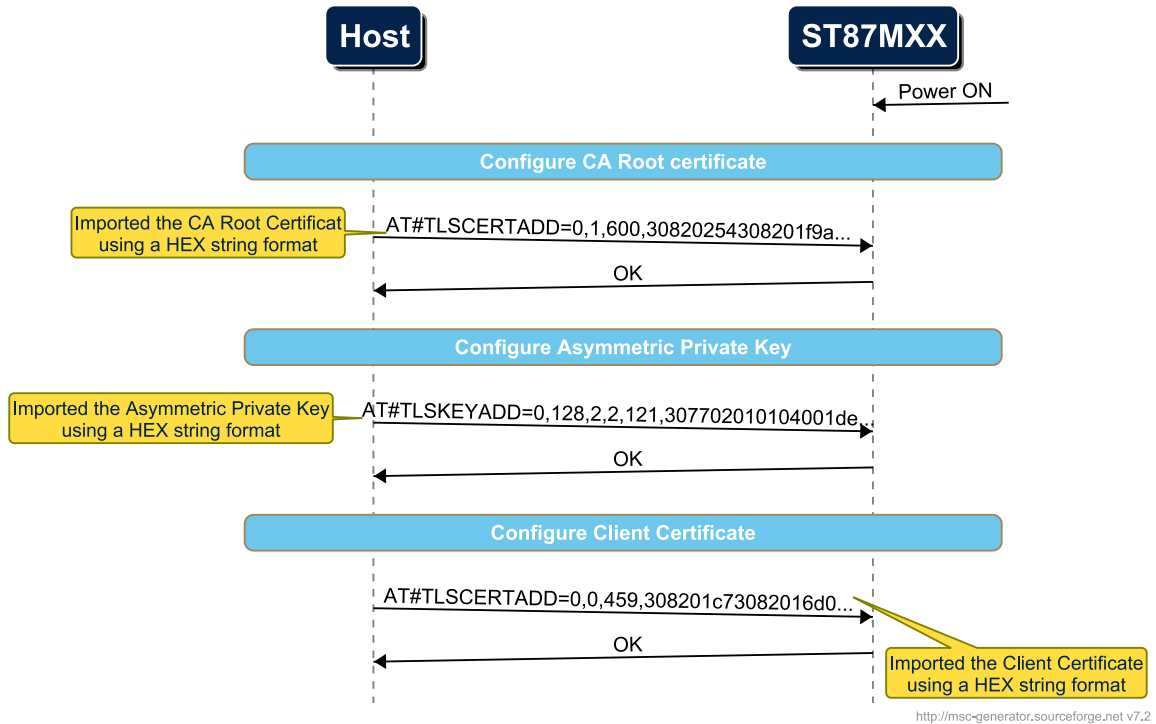 Host
ST87MXX
Power ON
Configure CA Root certificate
Imported the CA Root Certificat
using a HEX string format
AT#TLSCERTADD=0,1,600,30820254308201f9a...
OK
Configure Asymmetric Private Key
Imported the Asymmetric Private Key
using a HEX string format
AT#TLSKEYADD=0,128,2,2,121,307702010104001de...
OK
Configure Client Certificate
AT#TLSCERTADD=0,0,459,308201c73082016d0...
OK
Imported the Client Certificate
using a HEX string format
http://msc-generator.sourceforge.net v7.2